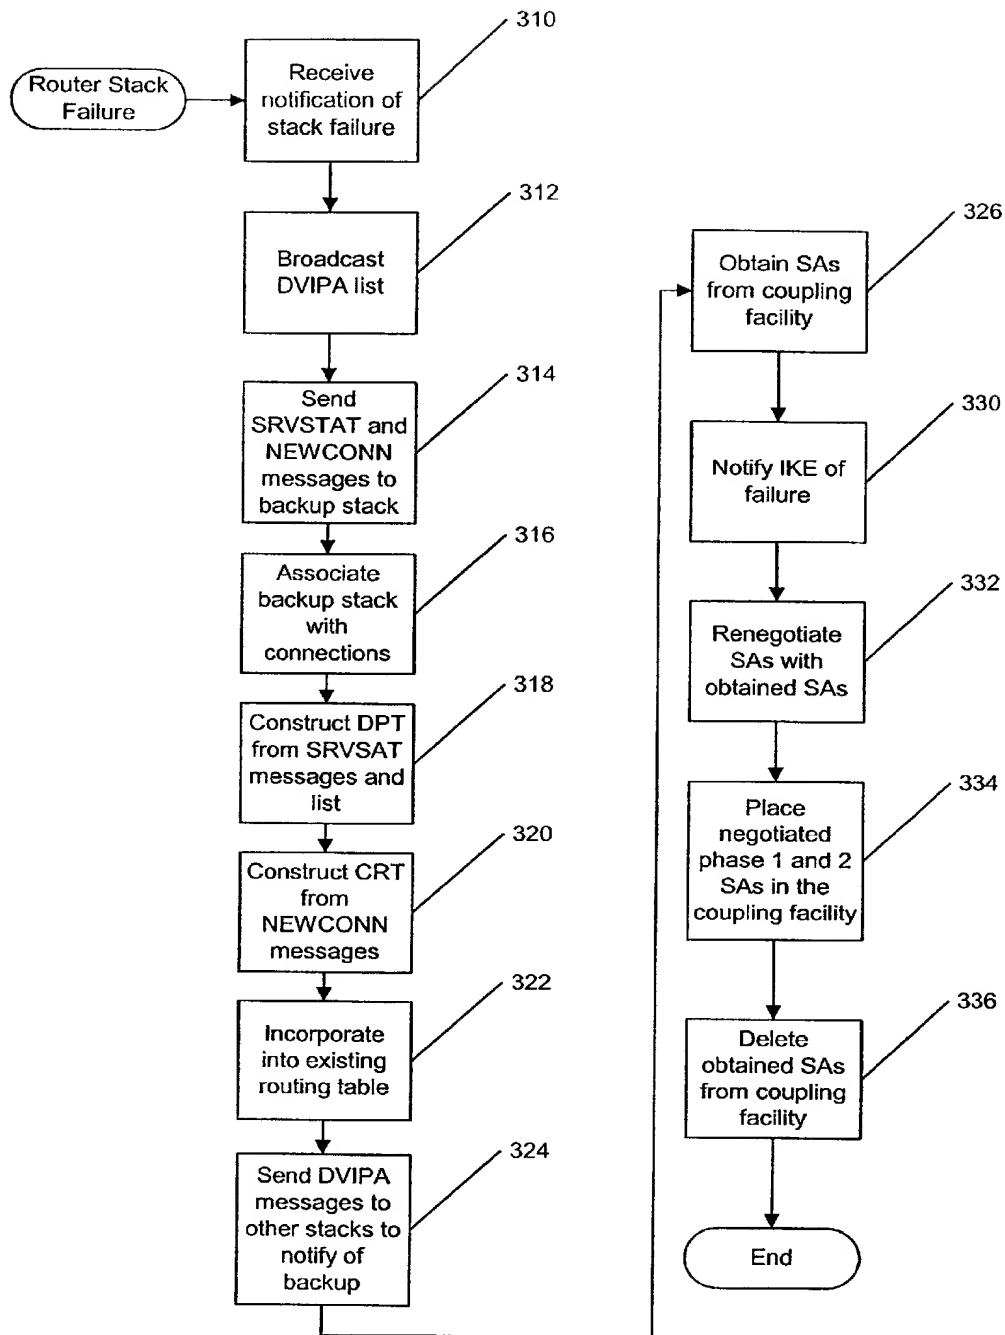 310
Router Stack
Failure
Receive
notification of
stack failure
312
Broadcast
DVIPA list
314
Send
SRVSTAT and
NEWCONN
messages to
backup stack
316
Associate
backup stack
with
connections
318
Construct DPT
from SRVSAT
messages and
list
320
Construct CRT
from
NEWCONN
messages
322
Incorporate
into existing
routing table
324
Send DVIPA
messages to
other stacks to
notify of
backup
326
Obtain SAs
from coupling
facility
330
Notify IKE of
failure
332
Renegotiate
SAs with
obtained SAs
334
Place
negotiated
phase 1 and 2
SAs in the
coupling facility
336
Delete
obtained SAs
from coupling
facility
End